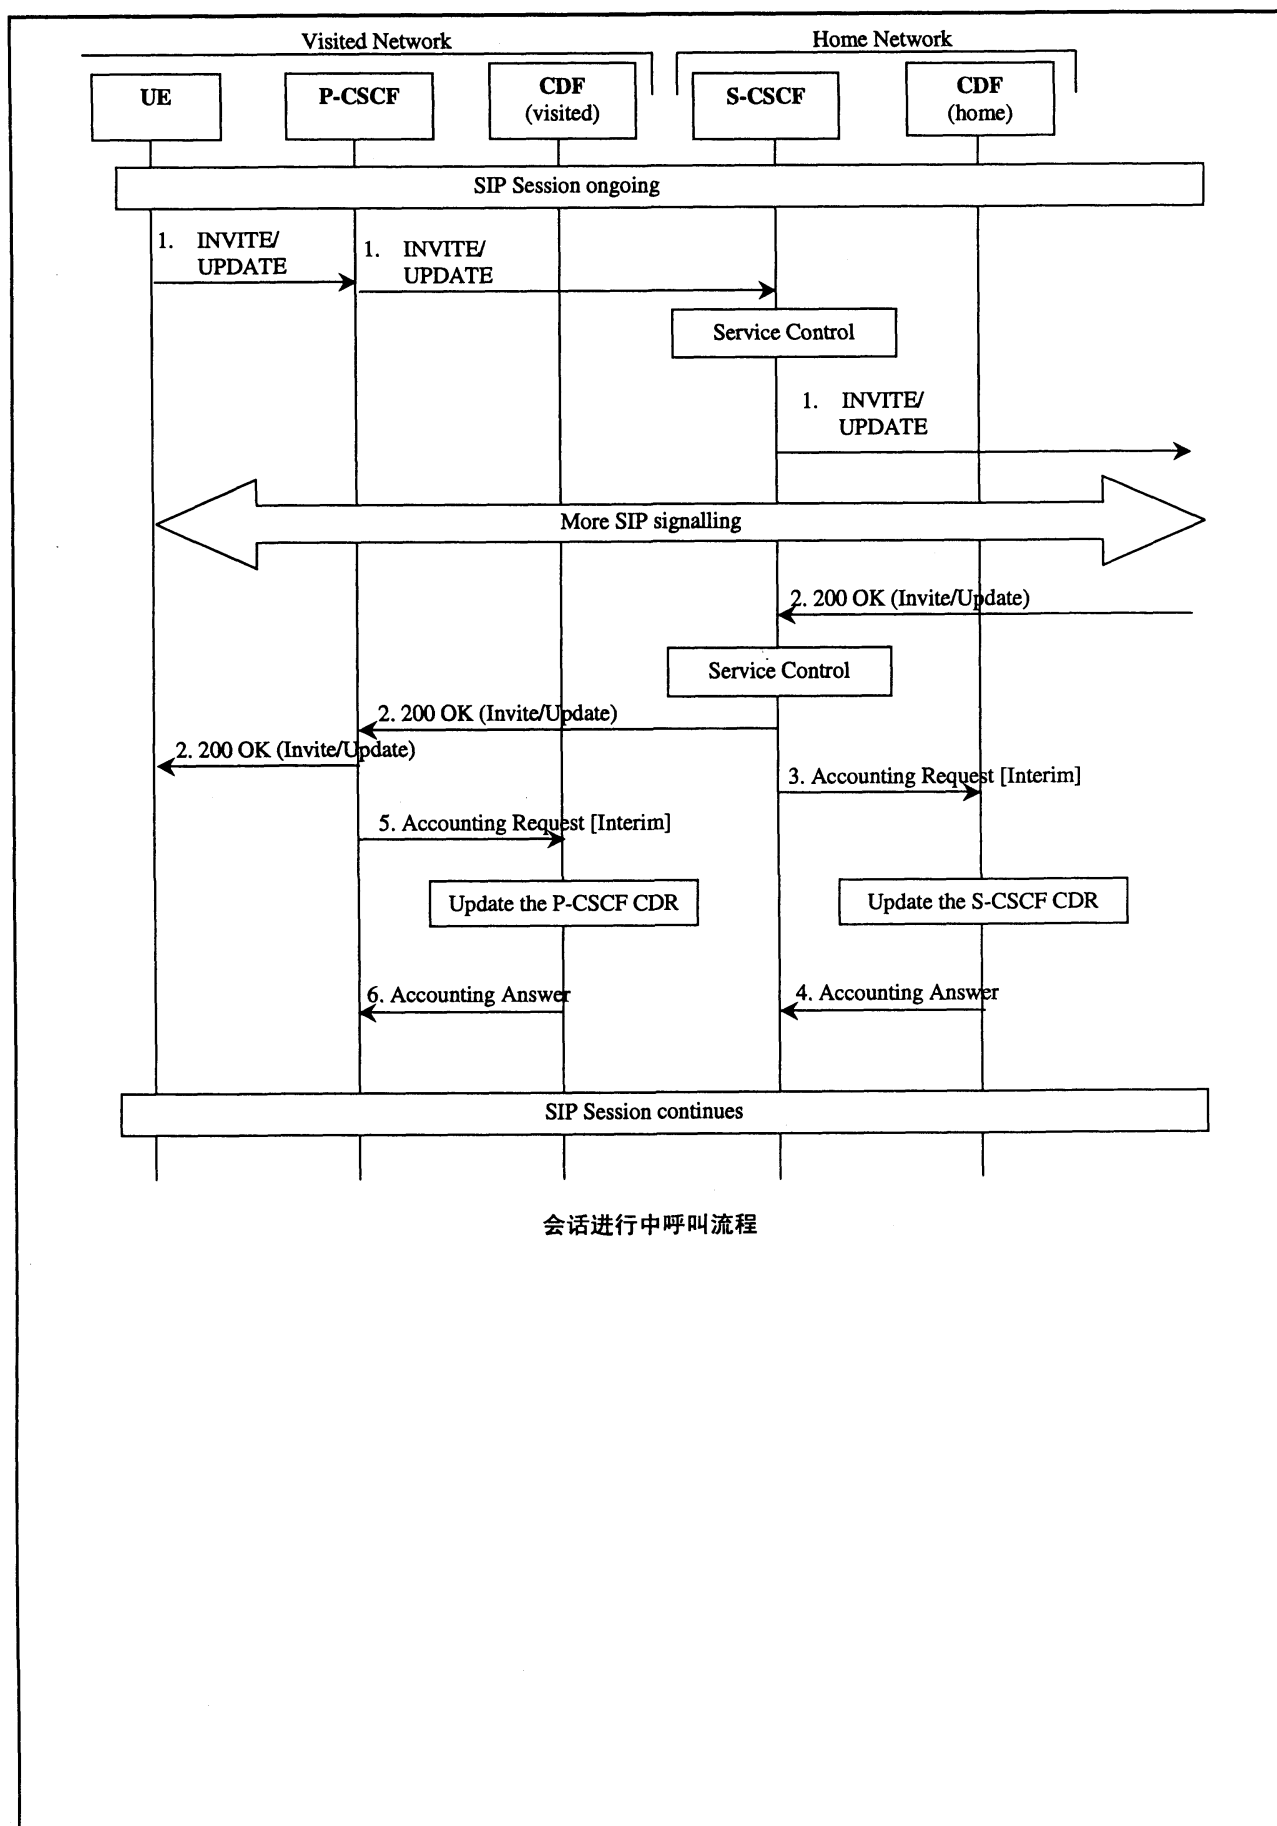 Visited Network
Home Network
UE
P-CSCF
CDF
(visited)
S-CSCF
CDF
(home)
SIP Session ongoing
1. INVITE/
UPDATE
1. INVITE/
UPDATE
Service Control
1. INVITE/
UPDATE
More SIP signalling
2. 200 OK (Invite/Update)
Service Control
2. 200 OK (Invite/Update)
2. 200 OK (Invite/Update)
3. Accounting Request [Interim]
5. Accounting Request [Interim]
Update the P-CSCF CDR
Update the S-CSCF CDR
6. Accounting Answer
4. Accounting Answer
SIP Session continues
会话进行中呼叫流程